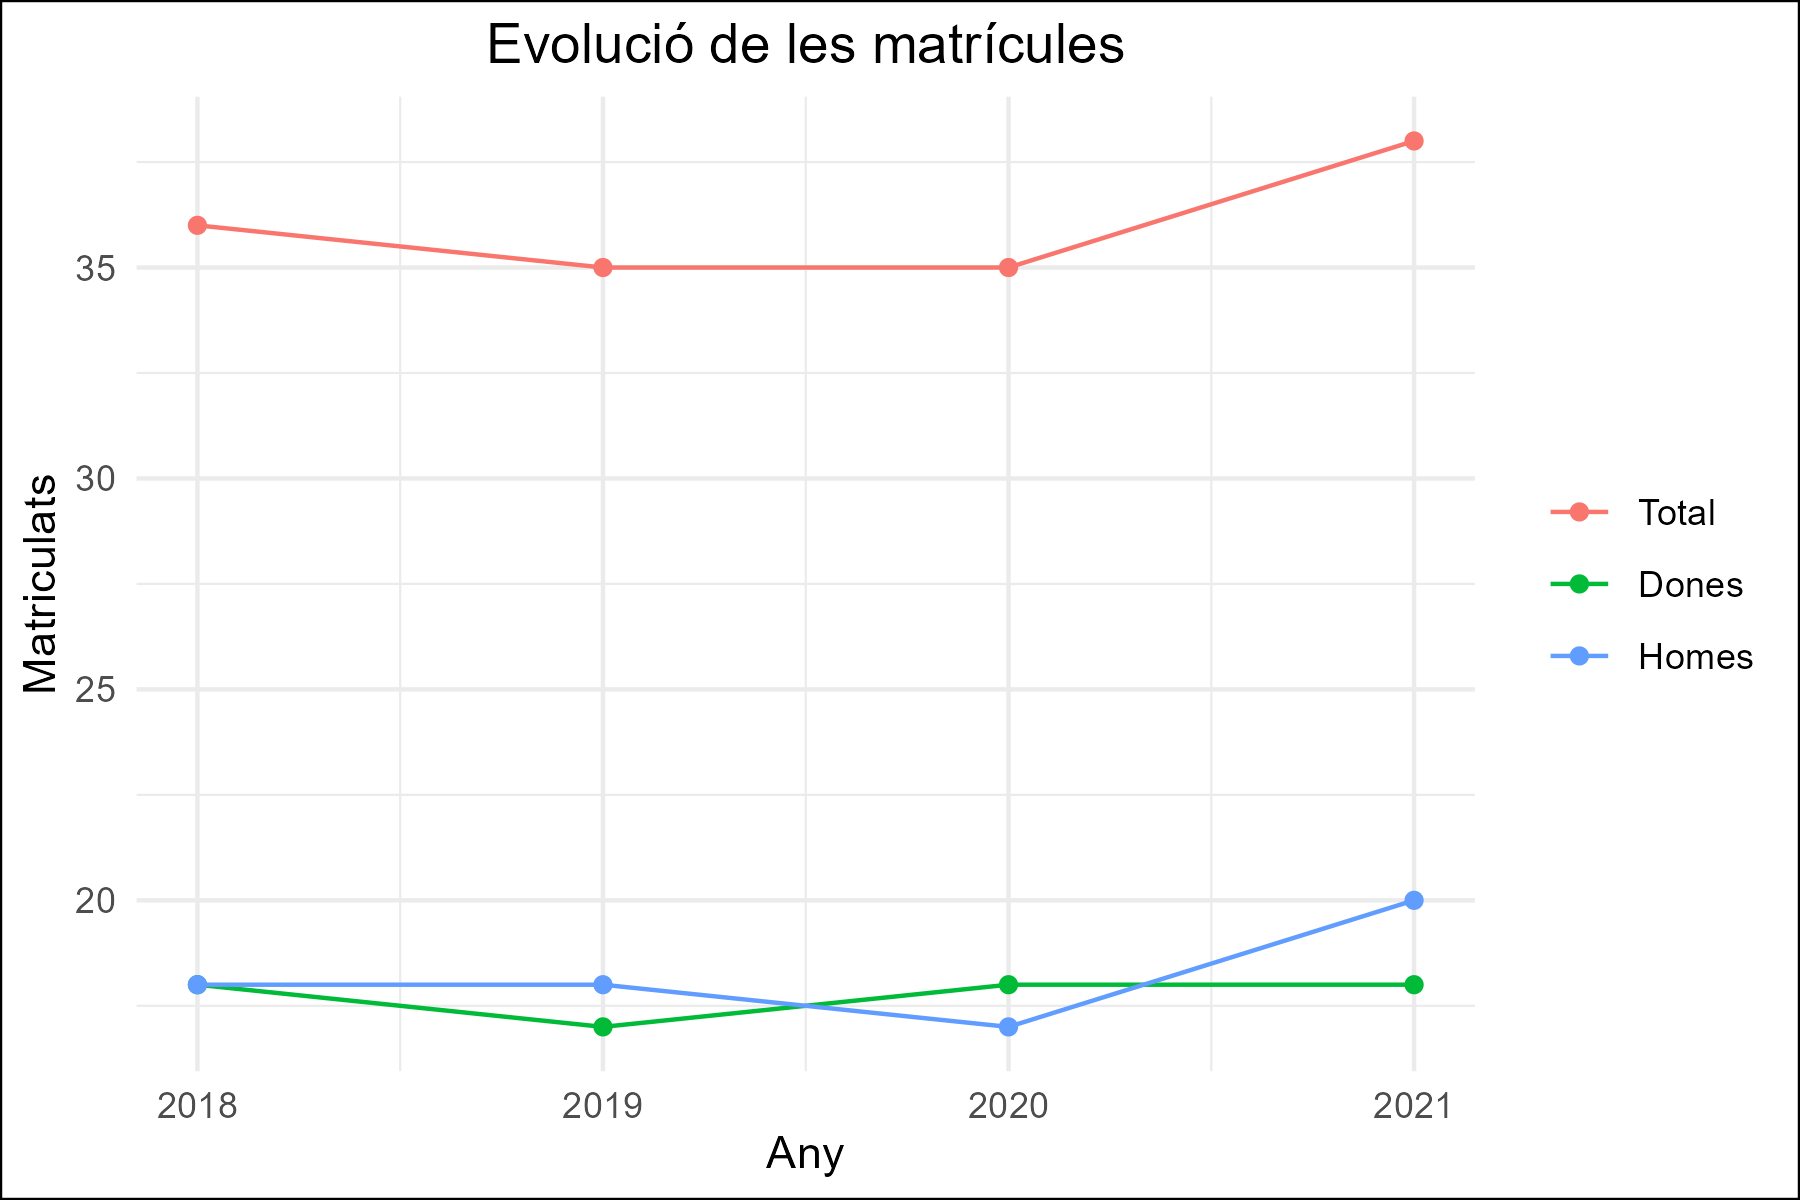 Evolució de les matrícules
Matriculats
35
30
25
20
2018
2019
2020
2021
Any
Total
Dones
Homes